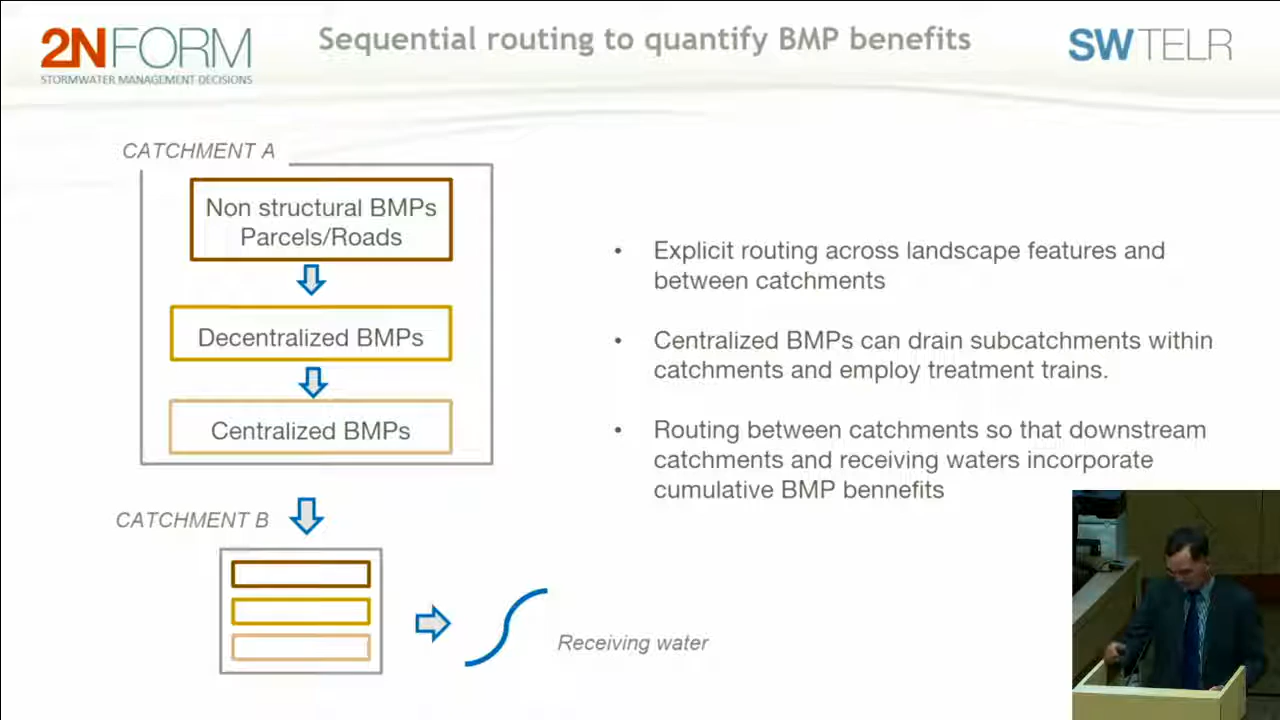 2NFORM
STORMWATER MANAGEMENT DECISIONS
Sequential routing to quantify BMP benefits
SWTELR
CATCHMENT A
Non structural BMPs
Parcels/Roads
Decentralized BMPs
Centralized BMPs
CATCHMENT B
Receiving water
• Explicit routing across landscape features and
between catchments
• Centralized BMPs can drain subcatchments within
catchments and employ treatment trains.
• Routing between catchments so that downstream
catchments and receiving waters incorporate
cumulative BMP bennefits